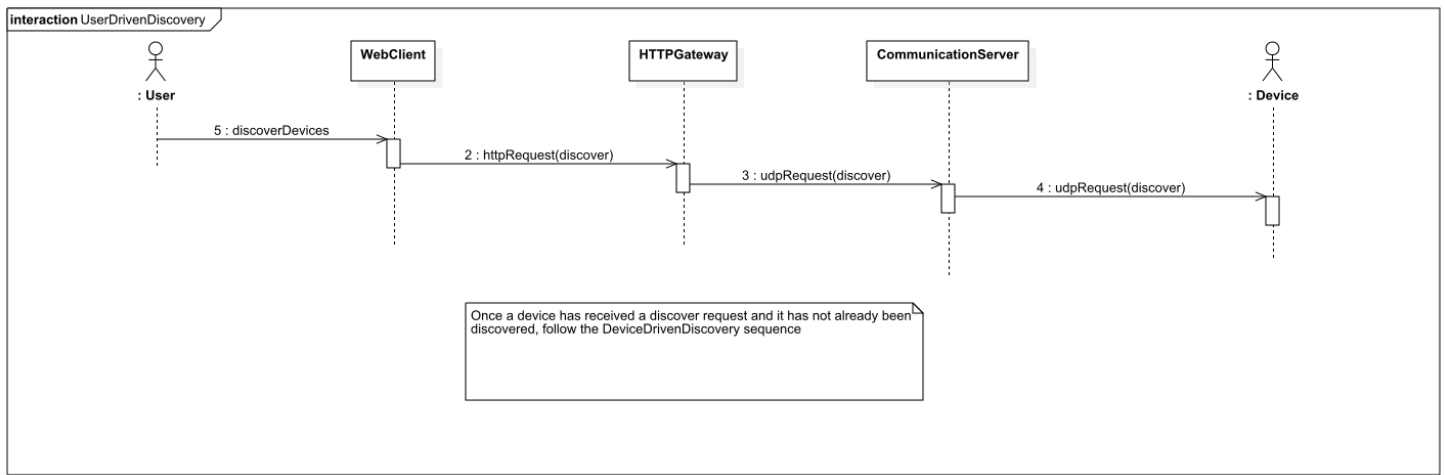 interaction UserDrivenDiscovery
WebClient
HTTPGateway
CommunicationServer
: User
: Device
5 : discoverDevices
2 : httpRequest(discover)
3 : udpRequest(discover)
4 : udpRequest(discover)
Once a device has received a discover request and it has not already been
discovered, follow the DeviceDrivenDiscovery sequence